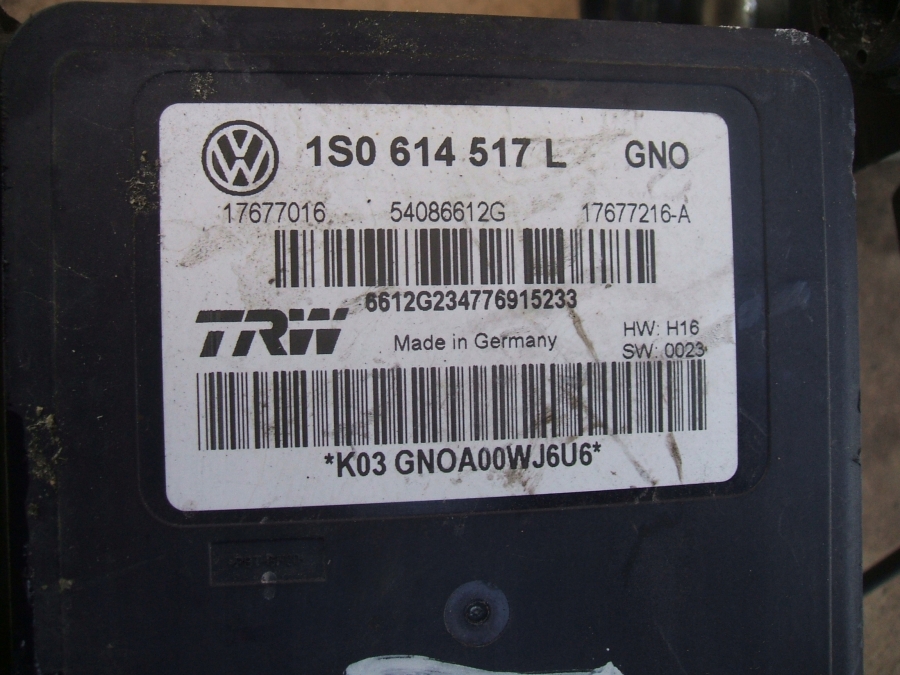 1S0 614 517 L GNO
17677016 54086612G 17677216-A
6612G234776915233
TRW Made in Germany HW: H16
SW: 0023
*K03 GNOA00WJ6U6*